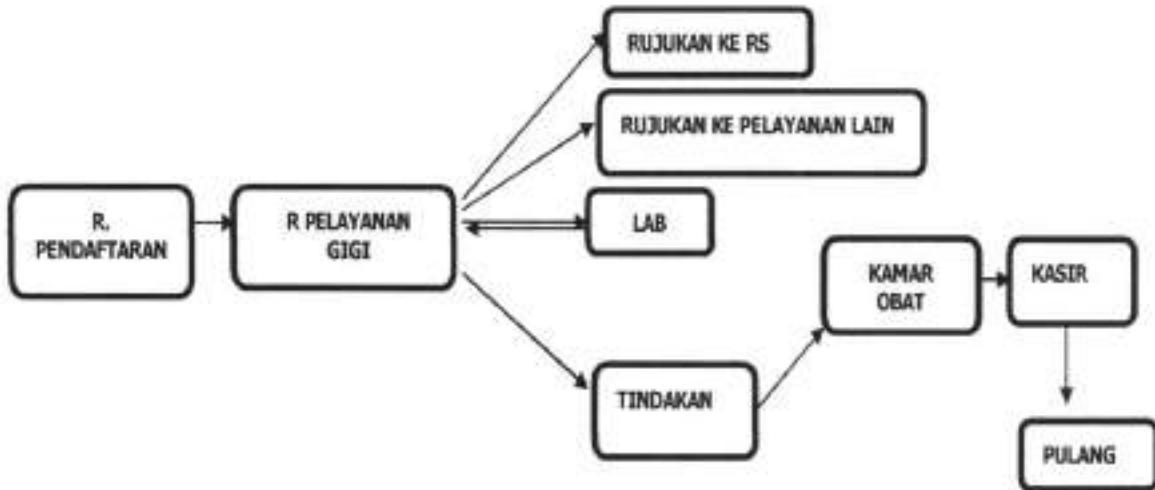 RUJUKAN KE RS
RUJUKAN KE PELAYANAN LAIN
R.
PENDAFTARAN
R PELAYANAN
GIGI
LAB
KAMAR
OBAT
KASIR
TINDAKAN
PULANG